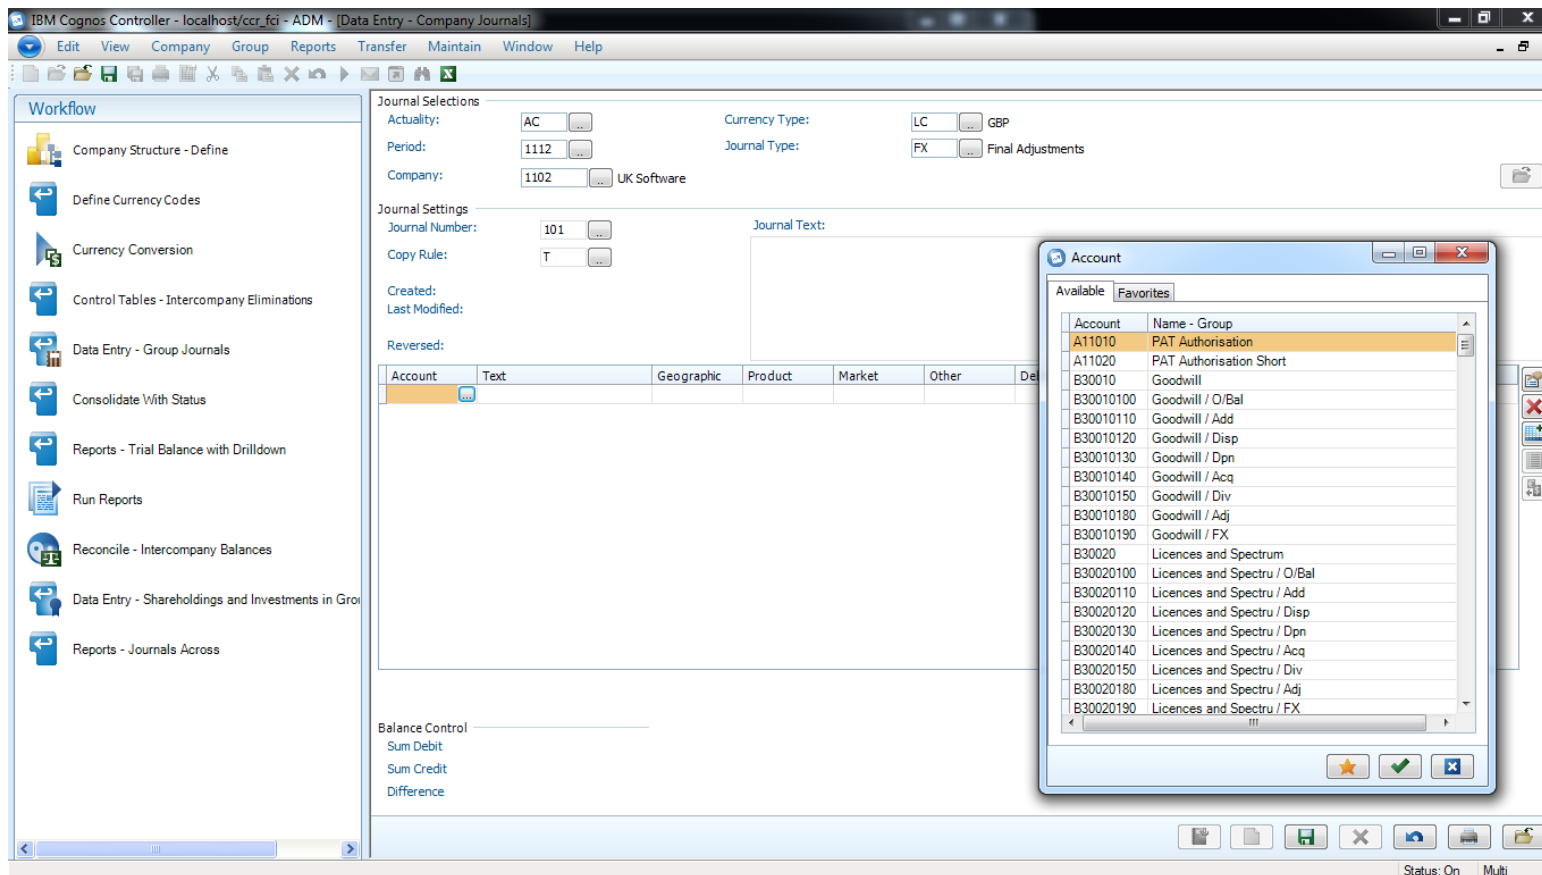 IBM Cognos Controller - localhost/ccr_fci - ADM - [Data Entry - Company Journals]
Edit View Company Group Reports Transfer Maintain Window Help
Workflow
Company Structure - Define
Define Currency Codes
Currency Conversion
Control Tables - Intercompany Eliminations
Data Entry - Group Journals
Consolidate With Status
Reports - Trial Balance with Drilldown
Run Reports
Reconcile - Intercompany Balances
Data Entry - Shareholdings and Investments in Grou
Reports - Journals Across
Journal Selections
Actuality: AC .. Currency Type: LC .. GBP
Period: 1112 .. Journal Type: FX .. Final Adjustments
Company: 1102 .. UK Software
Journal Settings
Journal Number: 101 .. Journal Text:
Copy Rule: T ..
Created:
Last Modified:
Reversed:
Account Text Geographic Product Market Other De
...
Balance Control
Sum Debit
Sum Credit
Difference
Account
Available Favorites
Account Name - Group
A11010 PAT Authorisation
A11020 PAT Authorisation Short
B30010 Goodwill
B30010100 Goodwill / O/Bal
B30010110 Goodwill / Add
B30010120 Goodwill / Disp
B30010130 Goodwill / Dpn
B30010140 Goodwill / Acq
B30010150 Goodwill / Div
B30010180 Goodwill / Adj
B30010190 Goodwill / FX
B30020 Licences and Spectrum
B30020100 Licences and Spectru / O/Bal
B30020110 Licences and Spectru / Add
B30020120 Licences and Spectru / Disp
B30020130 Licences and Spectru / Dpn
B30020140 Licences and Spectru / Acq
B30020150 Licences and Spectru / Div
B30020180 Licences and Spectru / Adj
B30020190 Licences and Spectru / FX
Status: On Multi